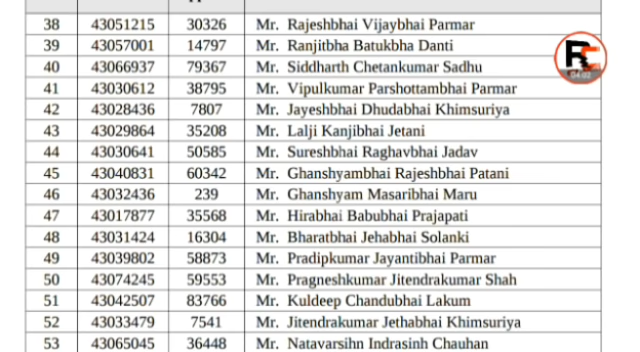 38 43051215 30326 Mr. Rajeshbhai Vijaybhai Parmar
39 43057001 14797 Mr. Ranjitbha Batukbha Danti
40 43066937 79367 Mr. Siddharth Chetankumar Sadhu
41 43030612 38795 Mr. Vipulkumar Parshottambhai Parmar
42 43028436 7807 Mr. Jayeshbhai Dhudabhai Khimsuriya
43 43029864 35208 Mr. Lalji Kanjibhai Jetani
44 43030641 50585 Mr. Sureshbhai Raghavbhai Jadav
45 43040831 60342 Mr. Ghanshyambhai Rajeshbhai Patani
46 43032436 239 Mr. Ghanshyam Masaribhai Maru
47 43017877 35568 Mr. Hirabhai Babubhai Prajapati
48 43031424 16304 Mr. Bharatbhai Jehabhai Solanki
49 43039802 58873 Mr. Pradipkumar Jayantibhai Parmar
50 43074245 59553 Mr. Pragneshkumar Jitendrakumar Shah
51 43042507 83766 Mr. Kuldeep Chandubhai Lakum
52 43033479 7541 Mr. Jitendrakumar Jethabhai Khimsuriya
53 43065045 36448 Mr. Natavarsihn Indrasinh Chauhan
04:02